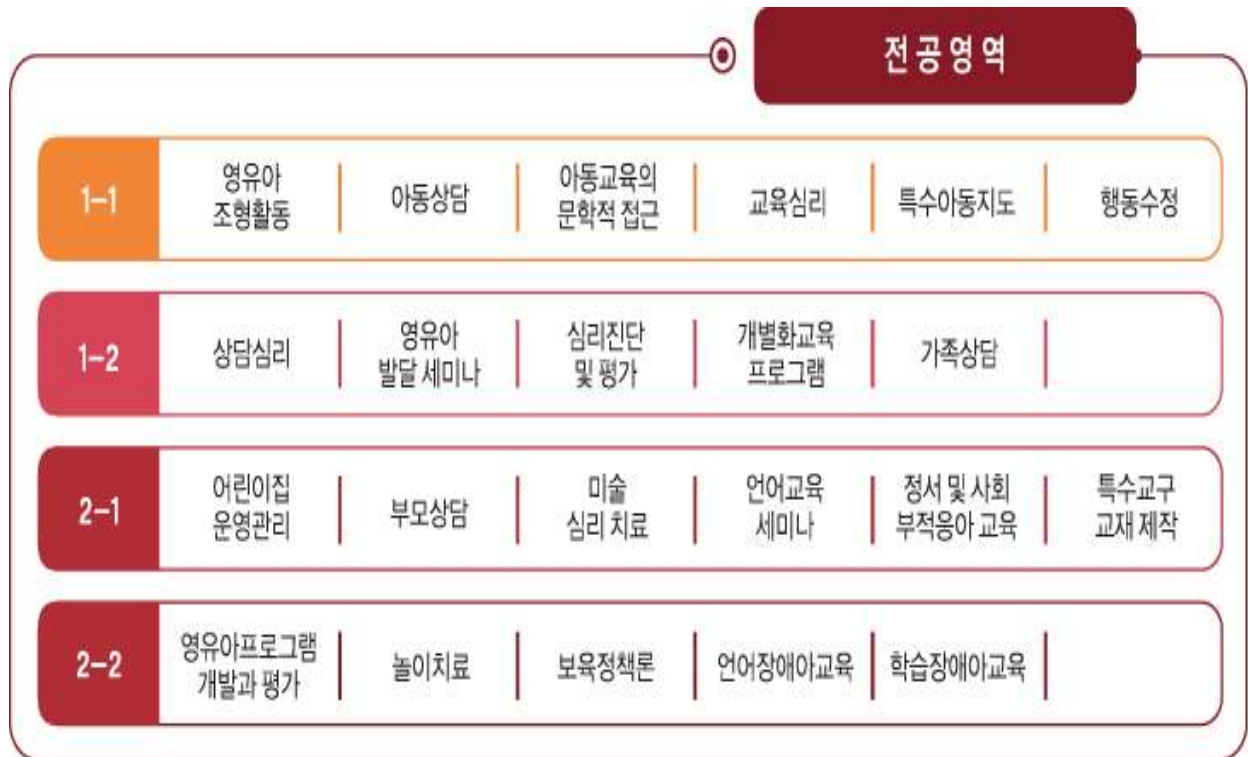 전공영역
1-1
영유아
조형활동
아동상담
아동교육의
문학적 접근
교육심리
특수아동지도
행동수정
1-2
상담심리
영유아
발달 세미나
심리진단
및 평가
개별화교육
프로그램
가족상담
2-1
어린이집
운영관리
부모상담
미술
심리 치료
언어교육
세미나
정서 및 사회
부적응아 교육
특수교구
교재 제작
2-2
영유아프로그램
개발과 평가
놀이치료
보육정책론
언어장애아교육
학습장애아교육